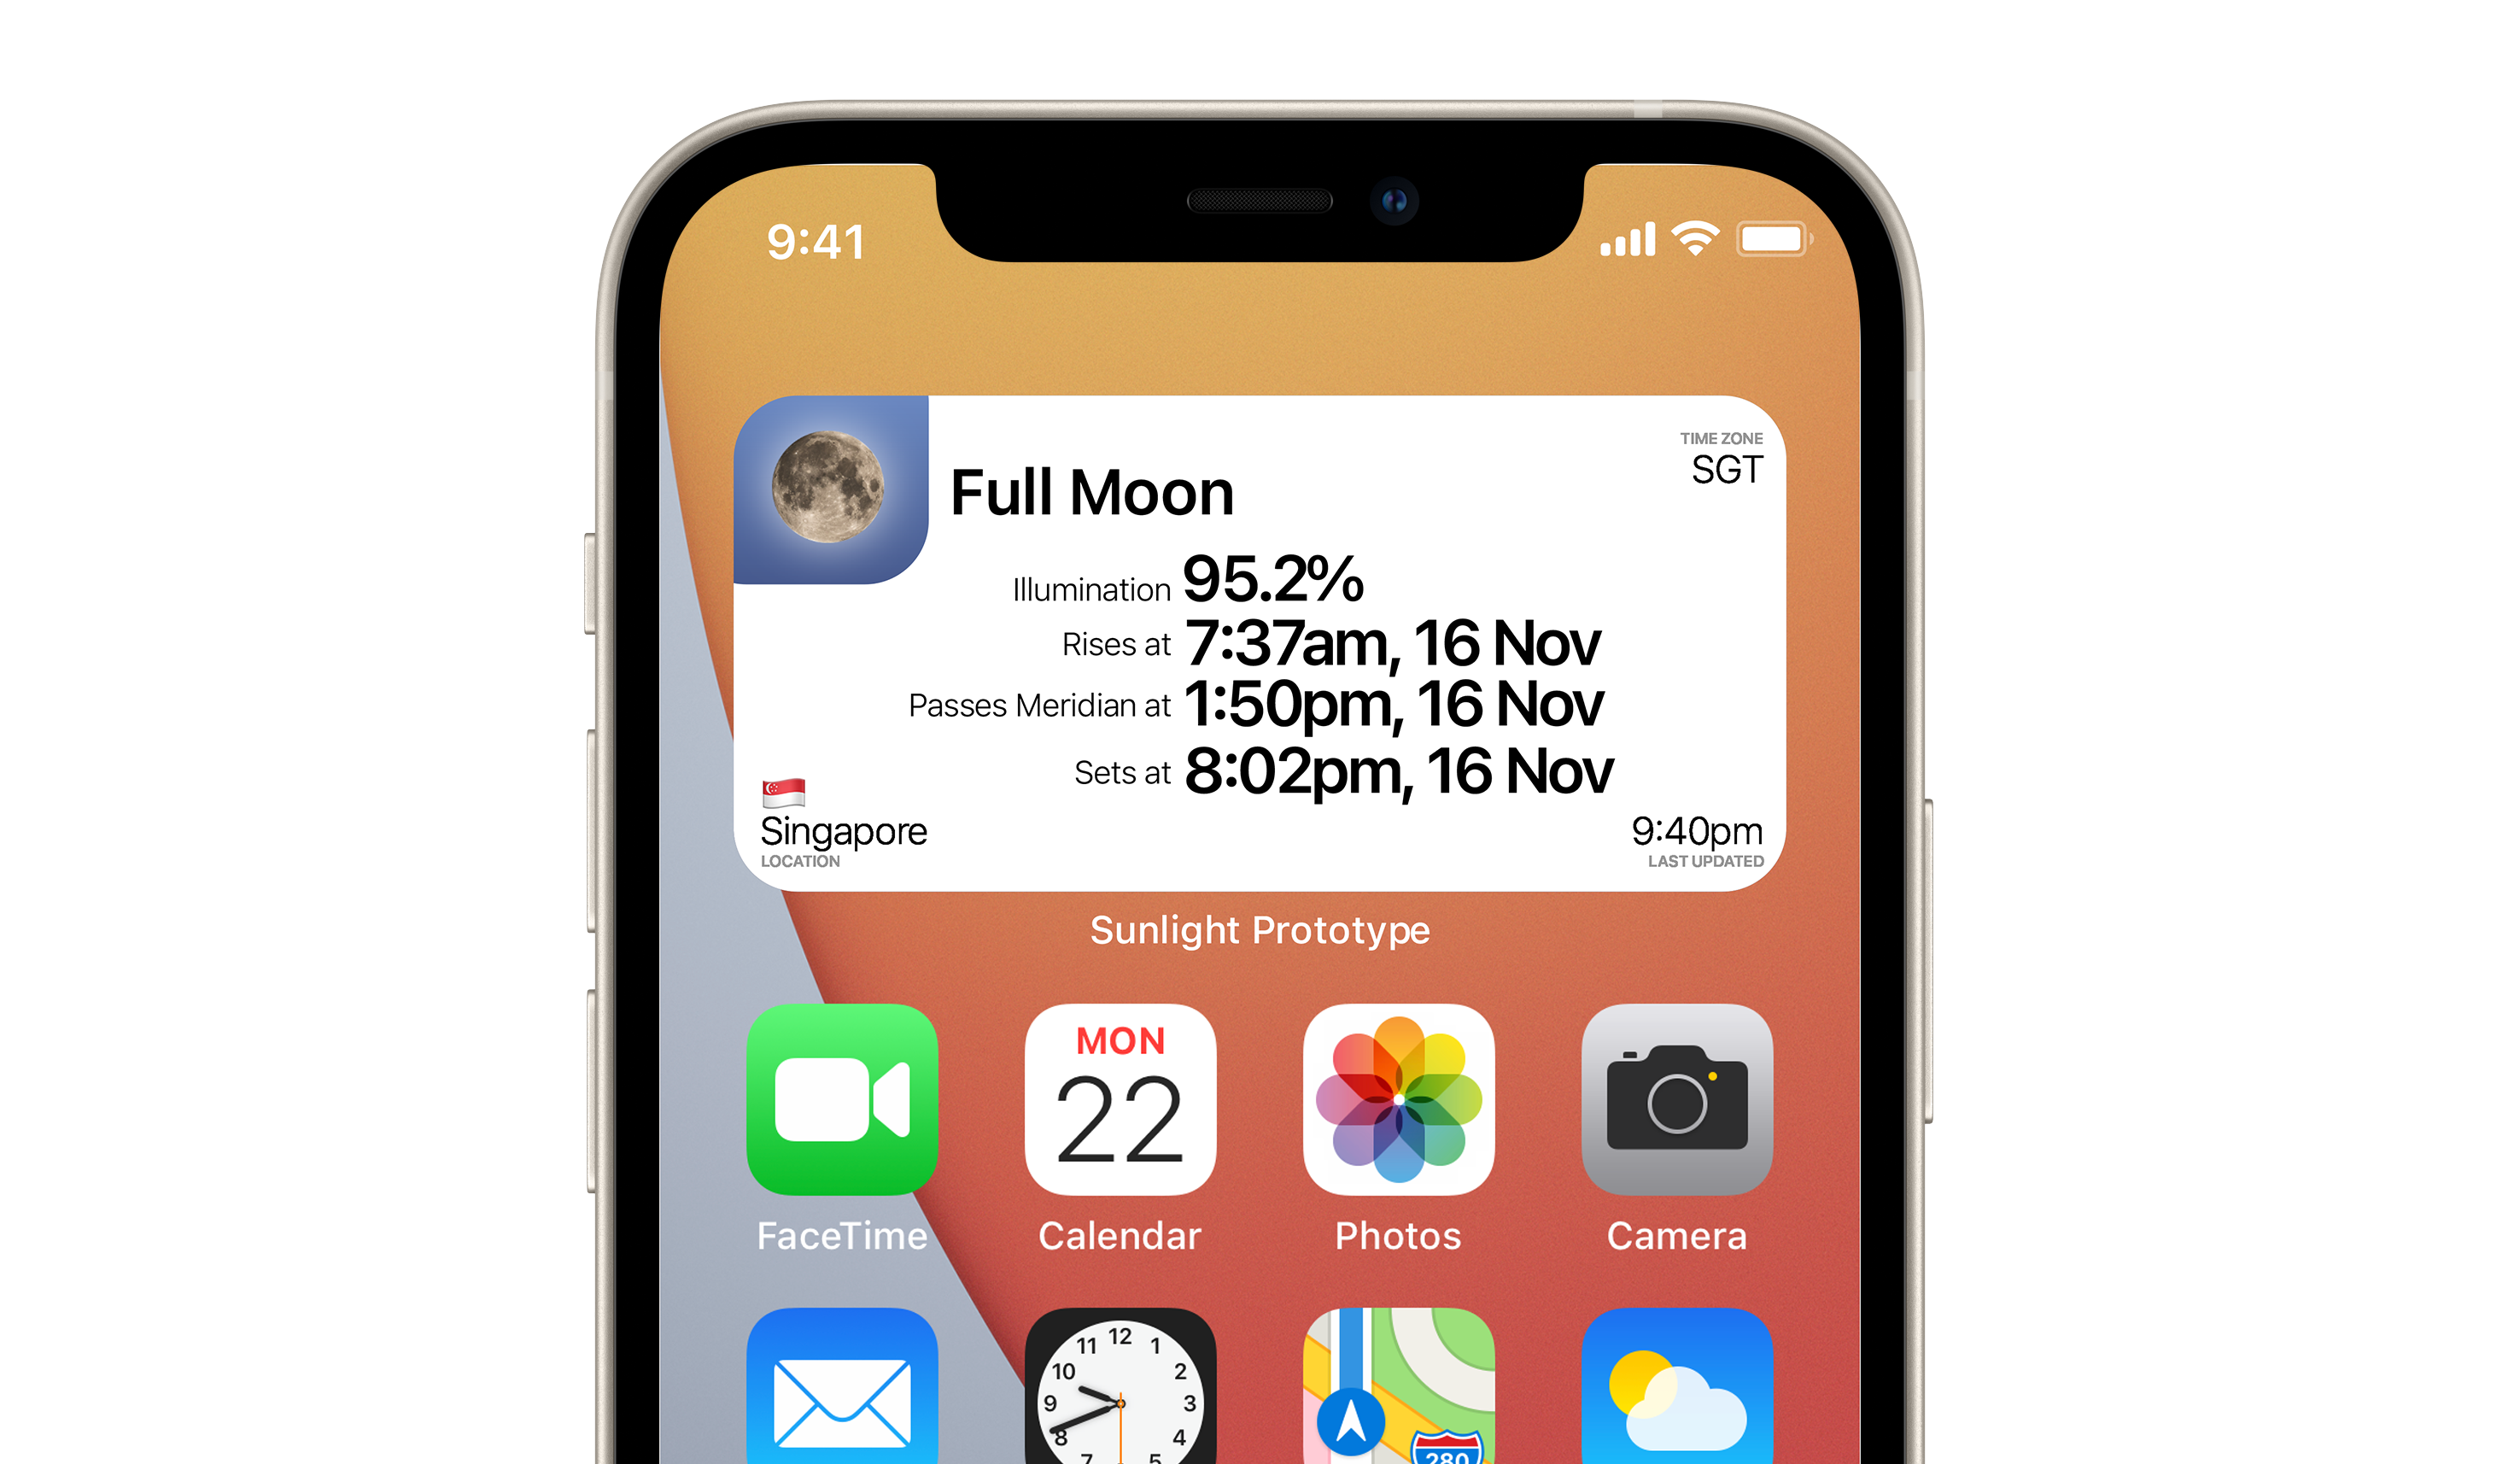 9:41
TIME ZONE
SGT
Full Moon
Illumination 95.2%
Rises at 7:37am, 16 Nov
Passes Meridian at 1:50pm, 16 Nov
Sets at 8:02pm, 16 Nov
Singapore
LOCATION
9:40pm
LAST UPDATED
Sunlight Prototype
MON
22
FaceTime
Calendar
Photos
Camera
12
11 1
10 2
9 3
8 4
7 5
280